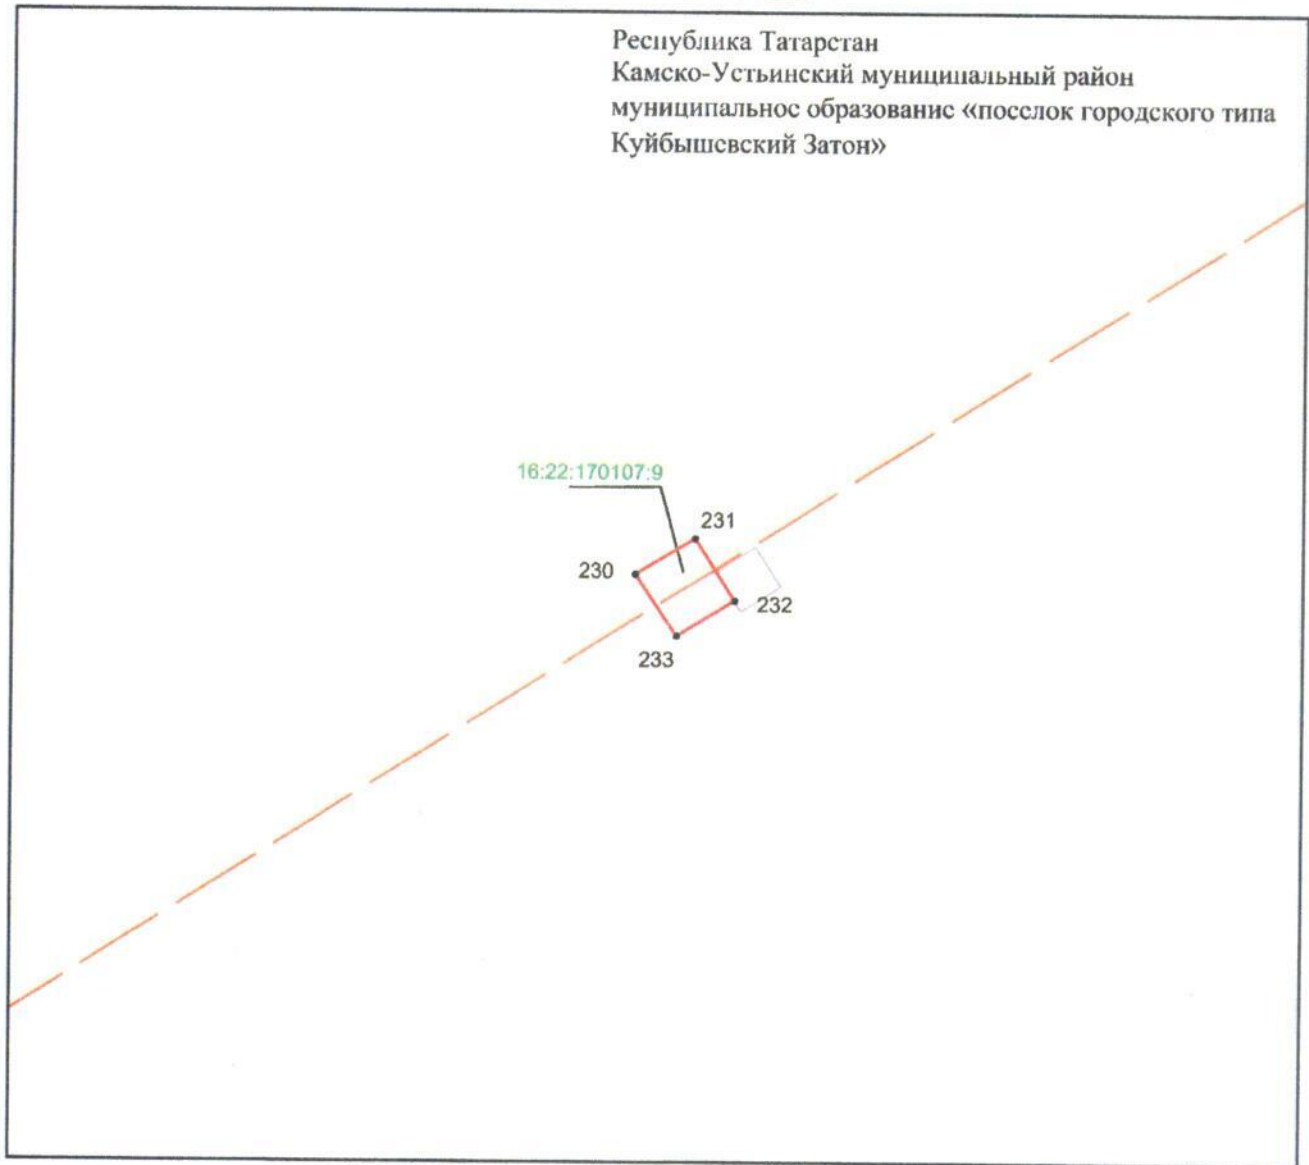 Республика Татарстан
Камско-Устьинский муниципальный район
муниципальное образование «поселок городского типа
Куйбышевский Затон»
16:22:170107:9
231
230
232
233